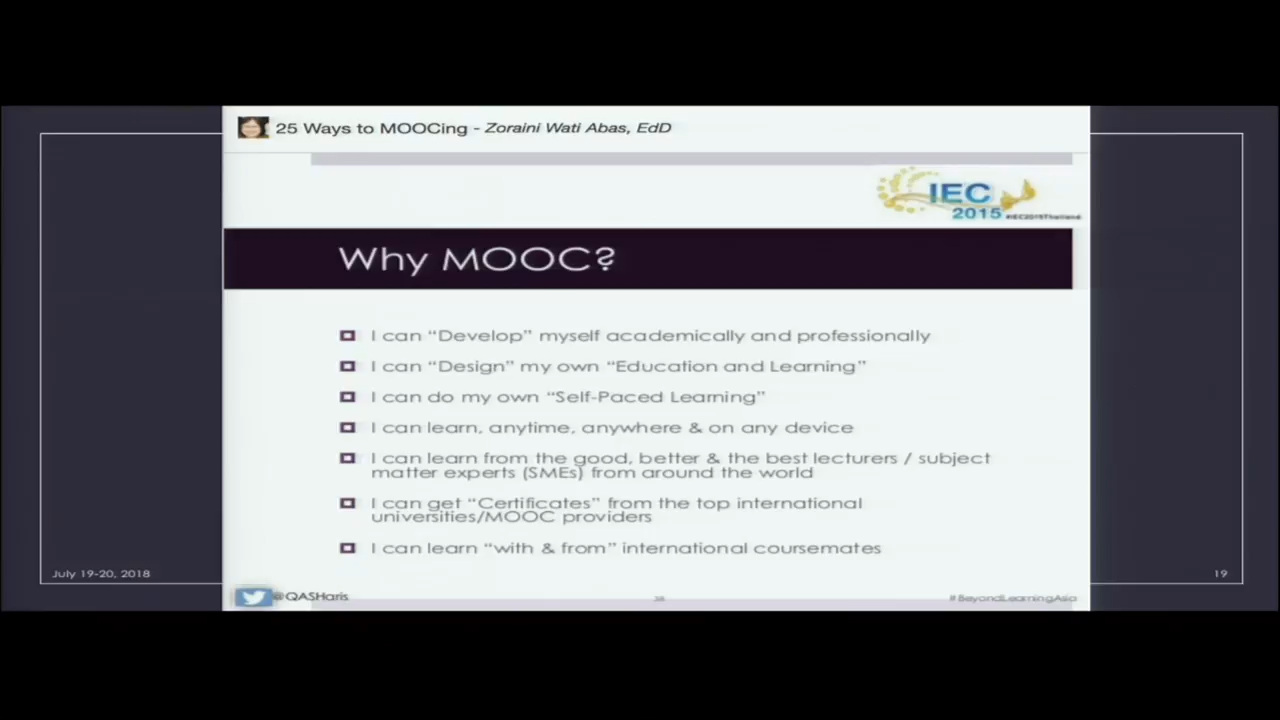 25 Ways to MOOCing - Zoraini Wati Abas, EdD
IEC
2015 #IEC2015Thailand
Why MOOC?
I can “Develop” myself academically and professionally
I can “Design” my own “Education and Learning”
I can do my own “Self-Paced Learning”
I can learn, anytime, anywhere & on any device
I can learn from the good, better & the best lecturers / subject
matter experts (SMEs) from around the world
I can get “Certificates” from the top international
universities/MOOC providers
I can learn “with & from” international coursemates
July 19-20, 2018
19
@QASHaris
#BeyondLearningAsia